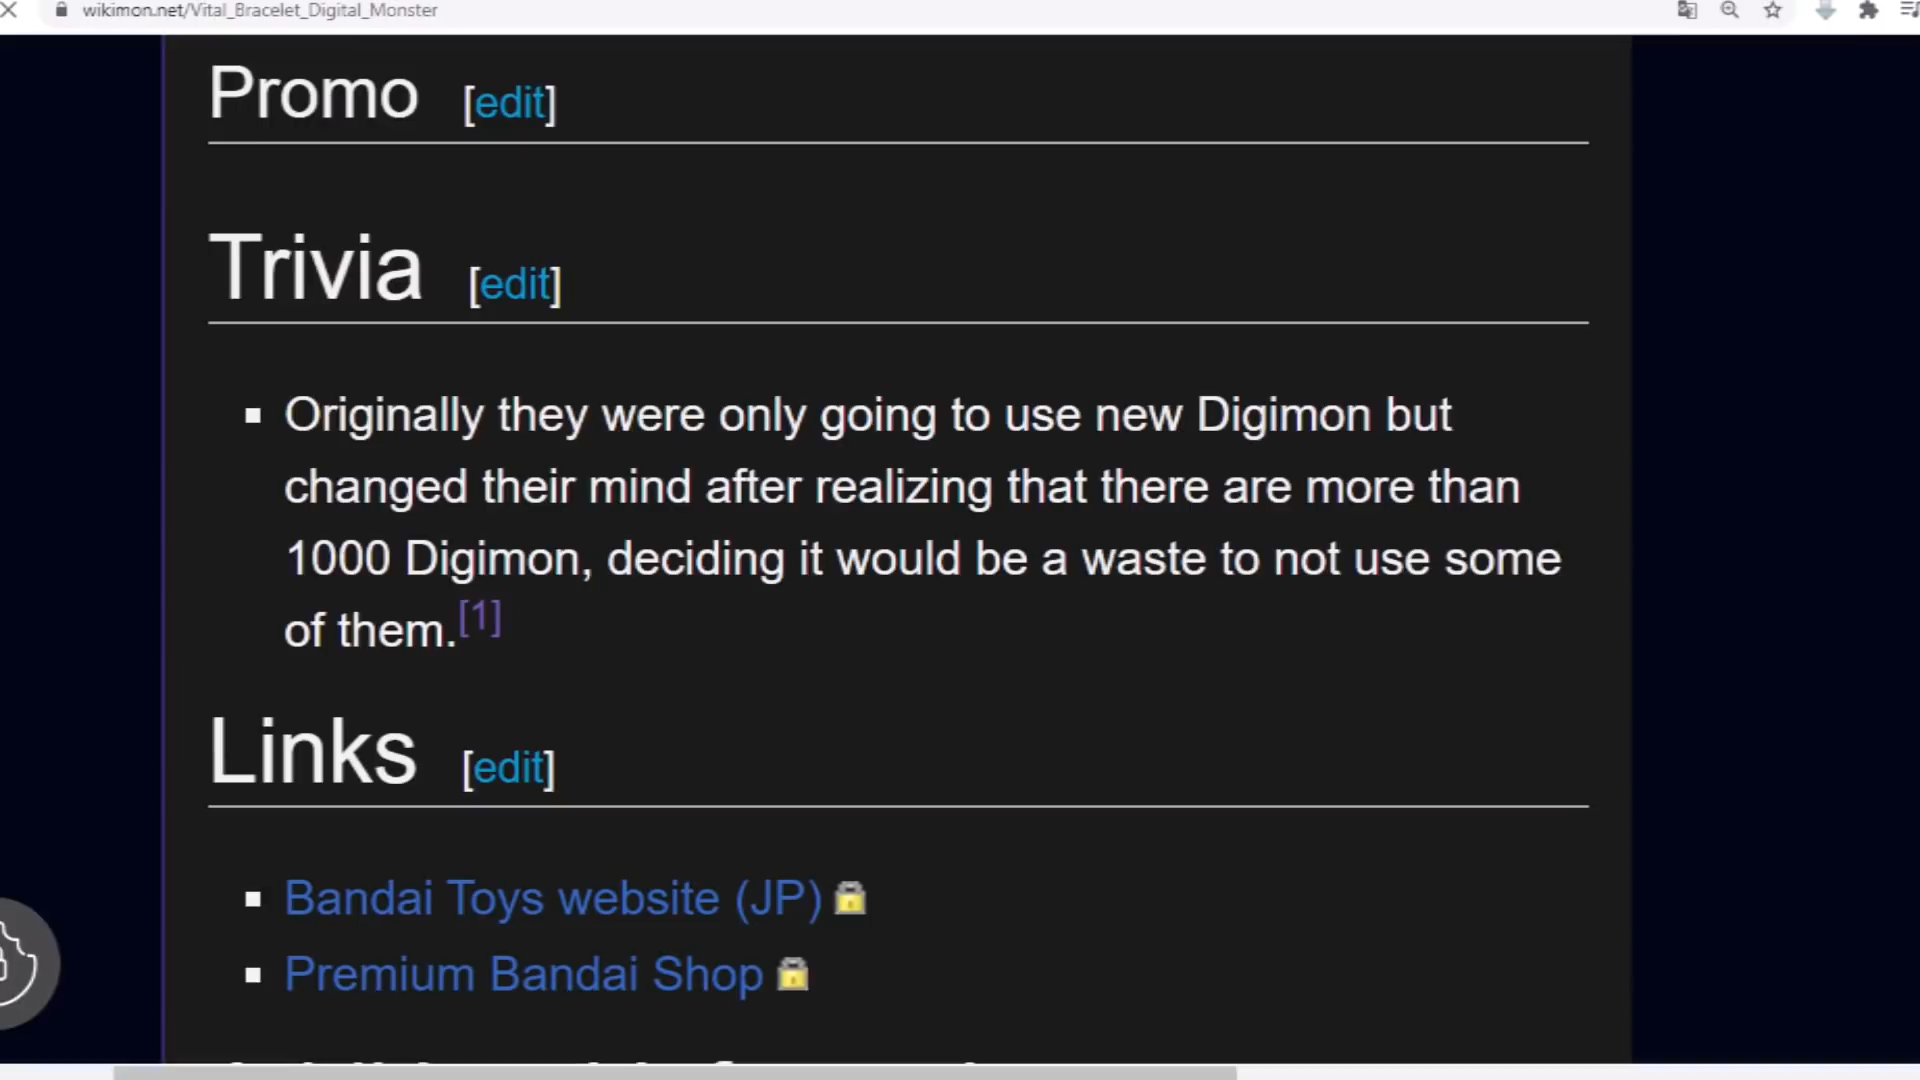 wikimon.net/Vital_Bracelet_Digital_Monster
Promo [edit]
Trivia [edit]
Originally they were only going to use new Digimon but
changed their mind after realizing that there are more than
1000 Digimon, deciding it would be a waste to not use some
of them.[1]
Links [edit]
Bandai Toys website (JP)
Premium Bandai Shop